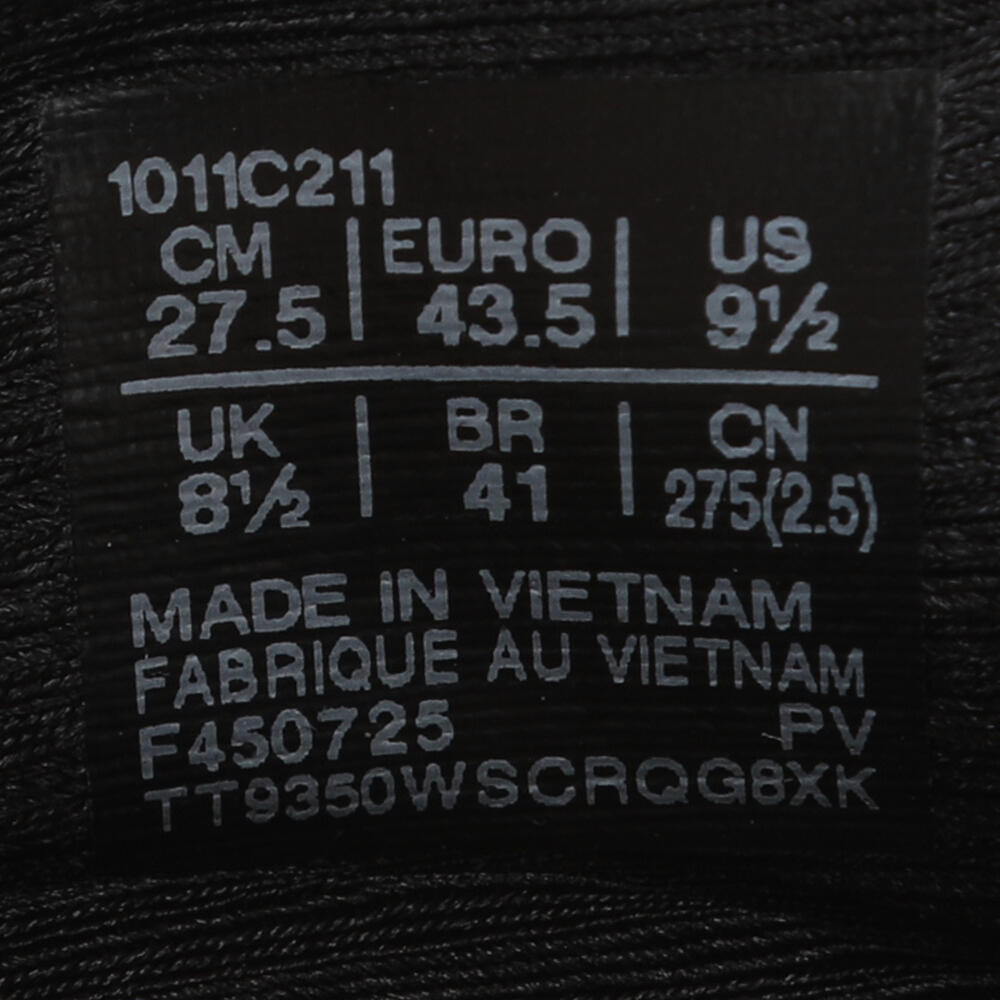 1011C211
CM | EURO | US
27.5 | 43.5 | 9½
UK | BR | CN
8½ | 41 | 275(2.5)
MADE IN VIETNAM
FABRIQUE AU VIETNAM
F450725 PV
TT9350WSCRQG8XK